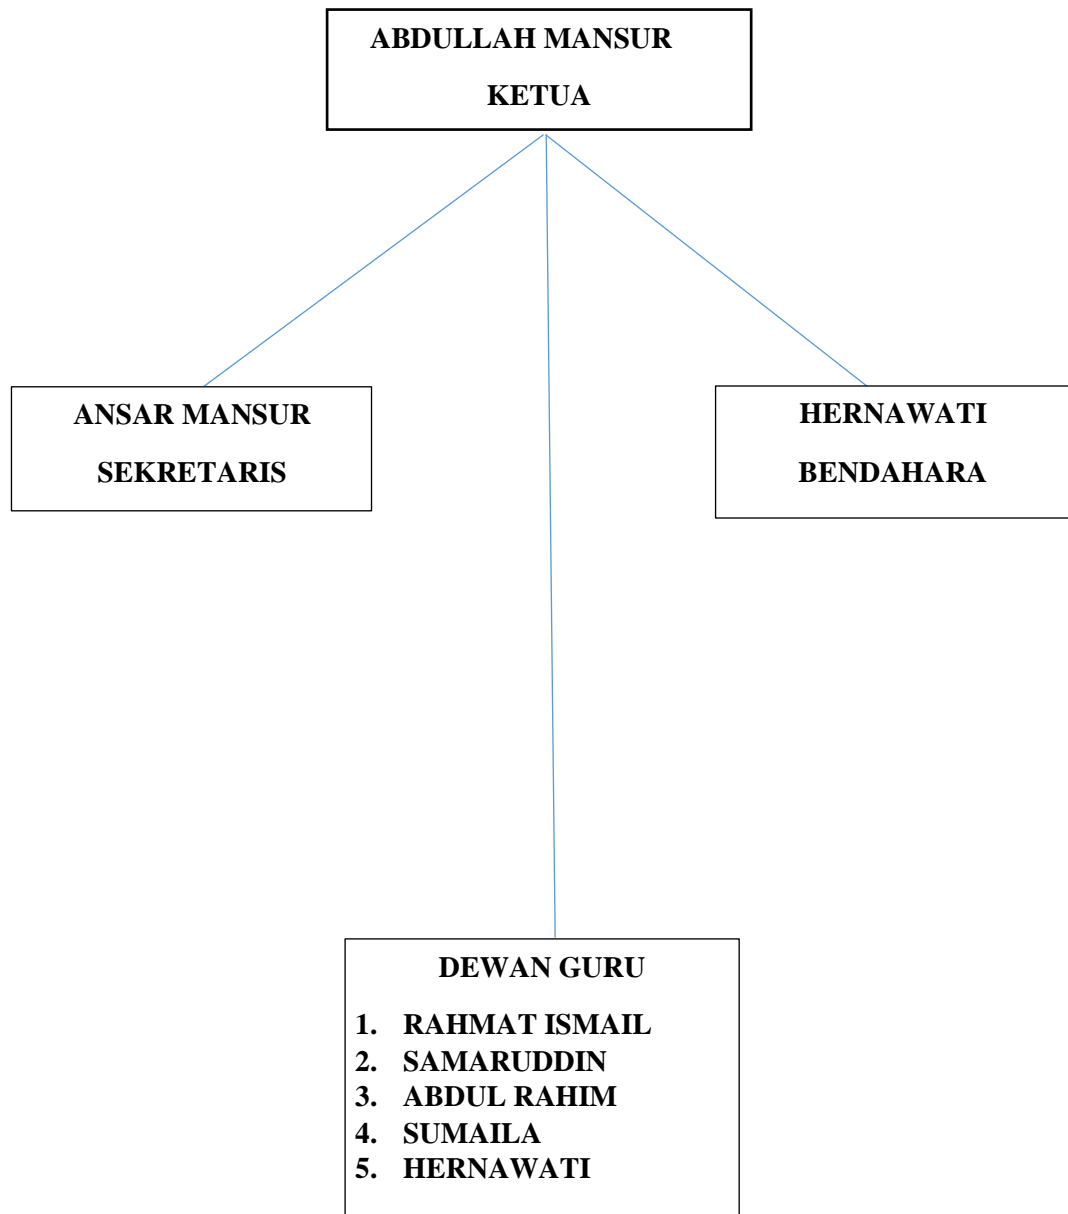 ABDULLAH MANSUR
KETUA
ANSAR MANSUR
SEKRETARIS
HERNAWATI
BENDAHARA
DEWAN GURU
1. RAHMAT ISMAIL
2. SAMARUDDIN
3. ABDUL RAHIM
4. SUMAILA
5. HERNAWATI